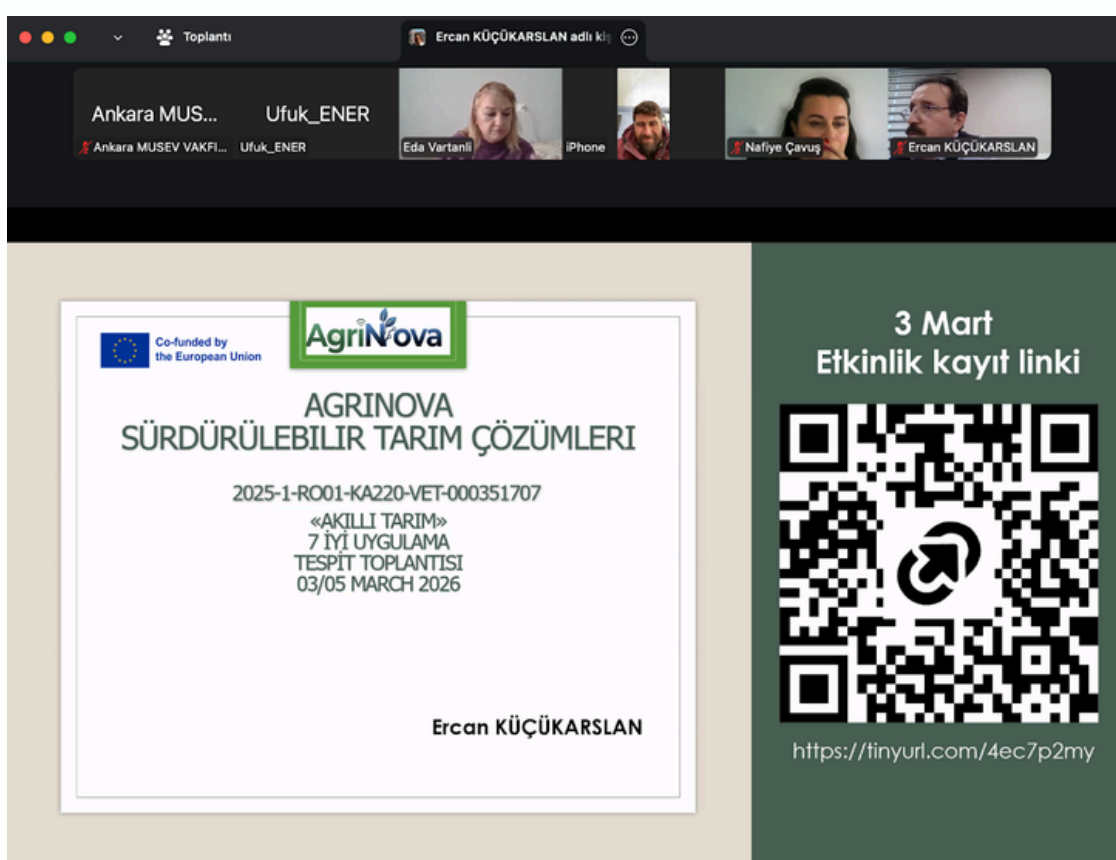 Toplantı
Ercan KÜÇÜKARSLAN adlı kiş
Ankara MUS...
Ufuk_ENER
Ankara MUSEV VAKFI...
Ufuk_ENER
Eda Vartanli
iPhone
Nafiye Çavuş
Ercan KÜÇÜKARSLAN
Co-funded by
the European Union
AgriNova
AGRINOVA
SÜRDÜRÜLEBILIR TARIM ÇÖZÜMLERI
2025-1-RO01-KA220-VET-000351707
«AKILLI TARIM»
7 İYİ UYGULAMA
TESPİT TOPLANTISI
03/05 MARCH 2026
Ercan KÜÇÜKARSLAN
3 Mart
Etkinlik kayıt linki
https://tinyurl.com/4ec7p2my